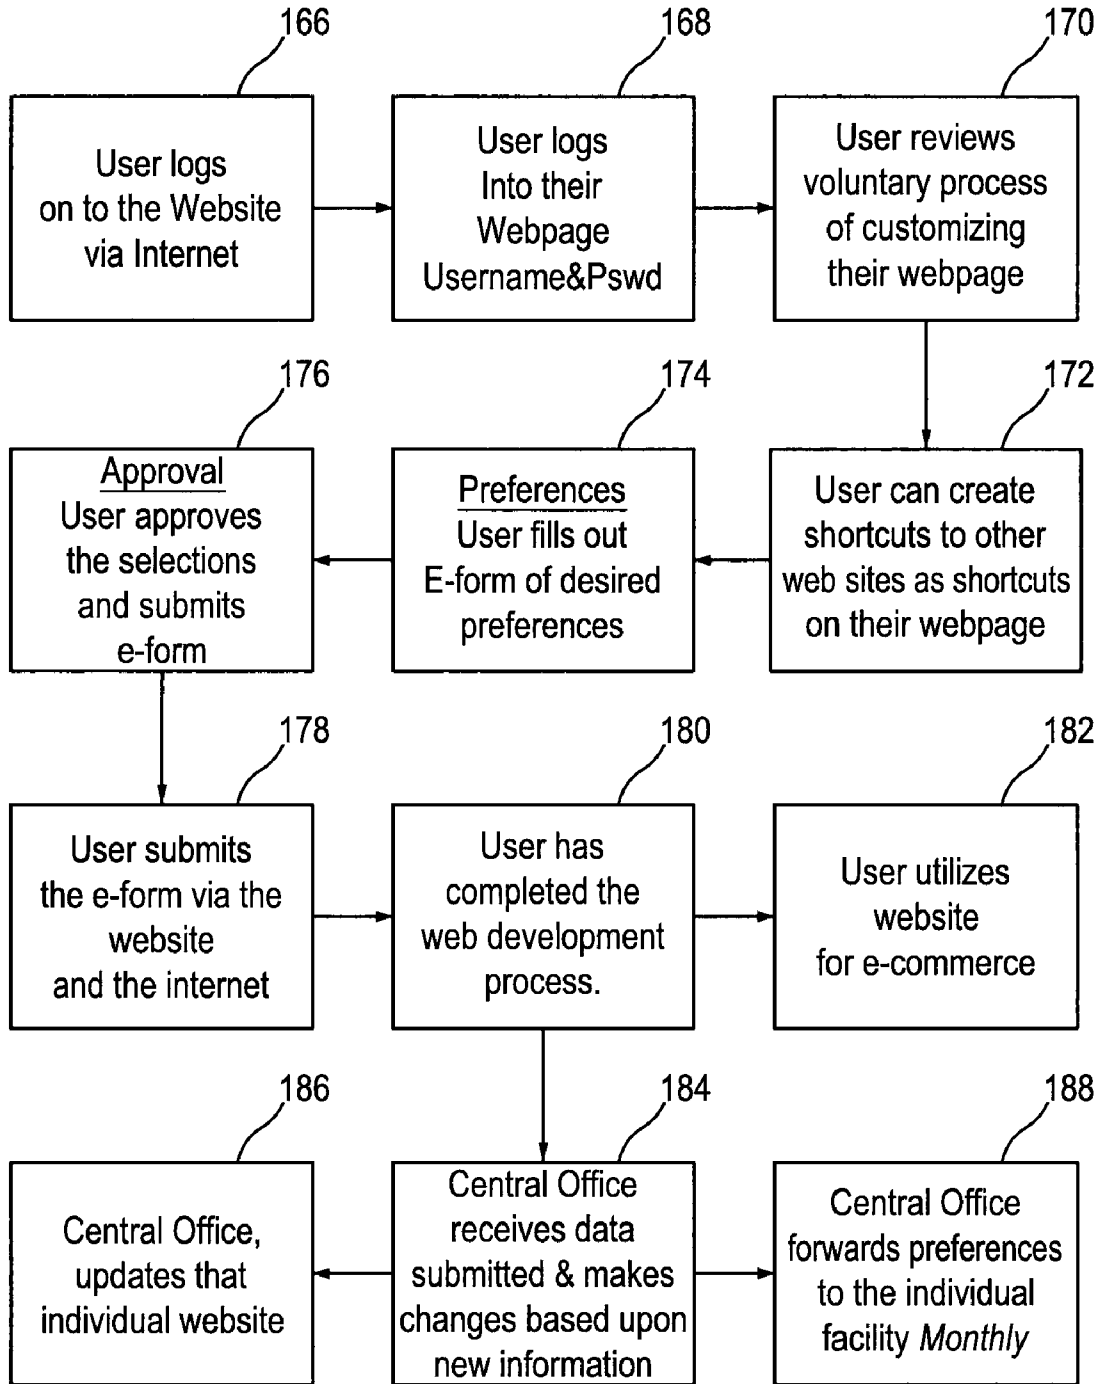 166
168
170
User logs
on to the Website
via Internet
User logs
Into their
Webpage
Username&Pswd
User reviews
voluntary process
of customizing
their webpage
176
174
172
Approval
User approves
the selections
and submits
e-form
Preferences
User fills out
E-form of desired
preferences
User can create
shortcuts to other
web sites as shortcuts
on their webpage
178
180
182
User submits
the e-form via the
website
and the internet
User has
completed the
web development
process.
User utilizes
website
for e-commerce
186
184
188
Central Office,
updates that
individual website
Central Office
receives data
submitted & makes
changes based upon
new information
Central Office
forwards preferences
to the individual
facility Monthly